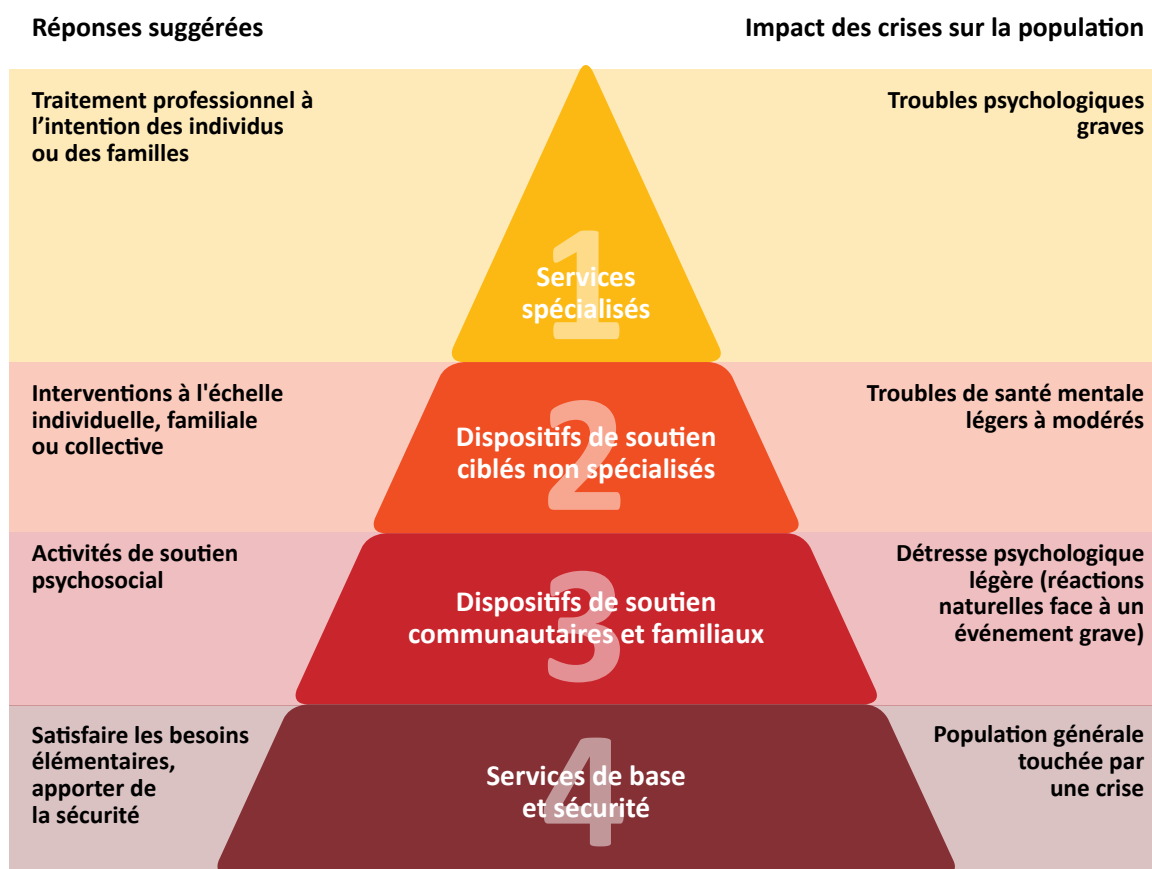 Réponses suggérées
Impact des crises sur la population
Traitement professionnel à
l’intention des individus
ou des familles
1
Services
spécialisés
Troubles psychologiques
graves
Interventions à l'échelle
individuelle, familiale
ou collective
2
Dispositifs de soutien
ciblés non spécialisés
Troubles de santé mentale
légers à modérés
Activités de soutien
psychosocial
3
Dispositifs de soutien
communautaires et familiaux
Détresse psychologique
légère (réactions
naturelles face à un
événement grave)
Satisfaire les besoins
élémentaires,
apporter de
la sécurité
4
Services de base
et sécurité
Population générale
touchée par
une crise